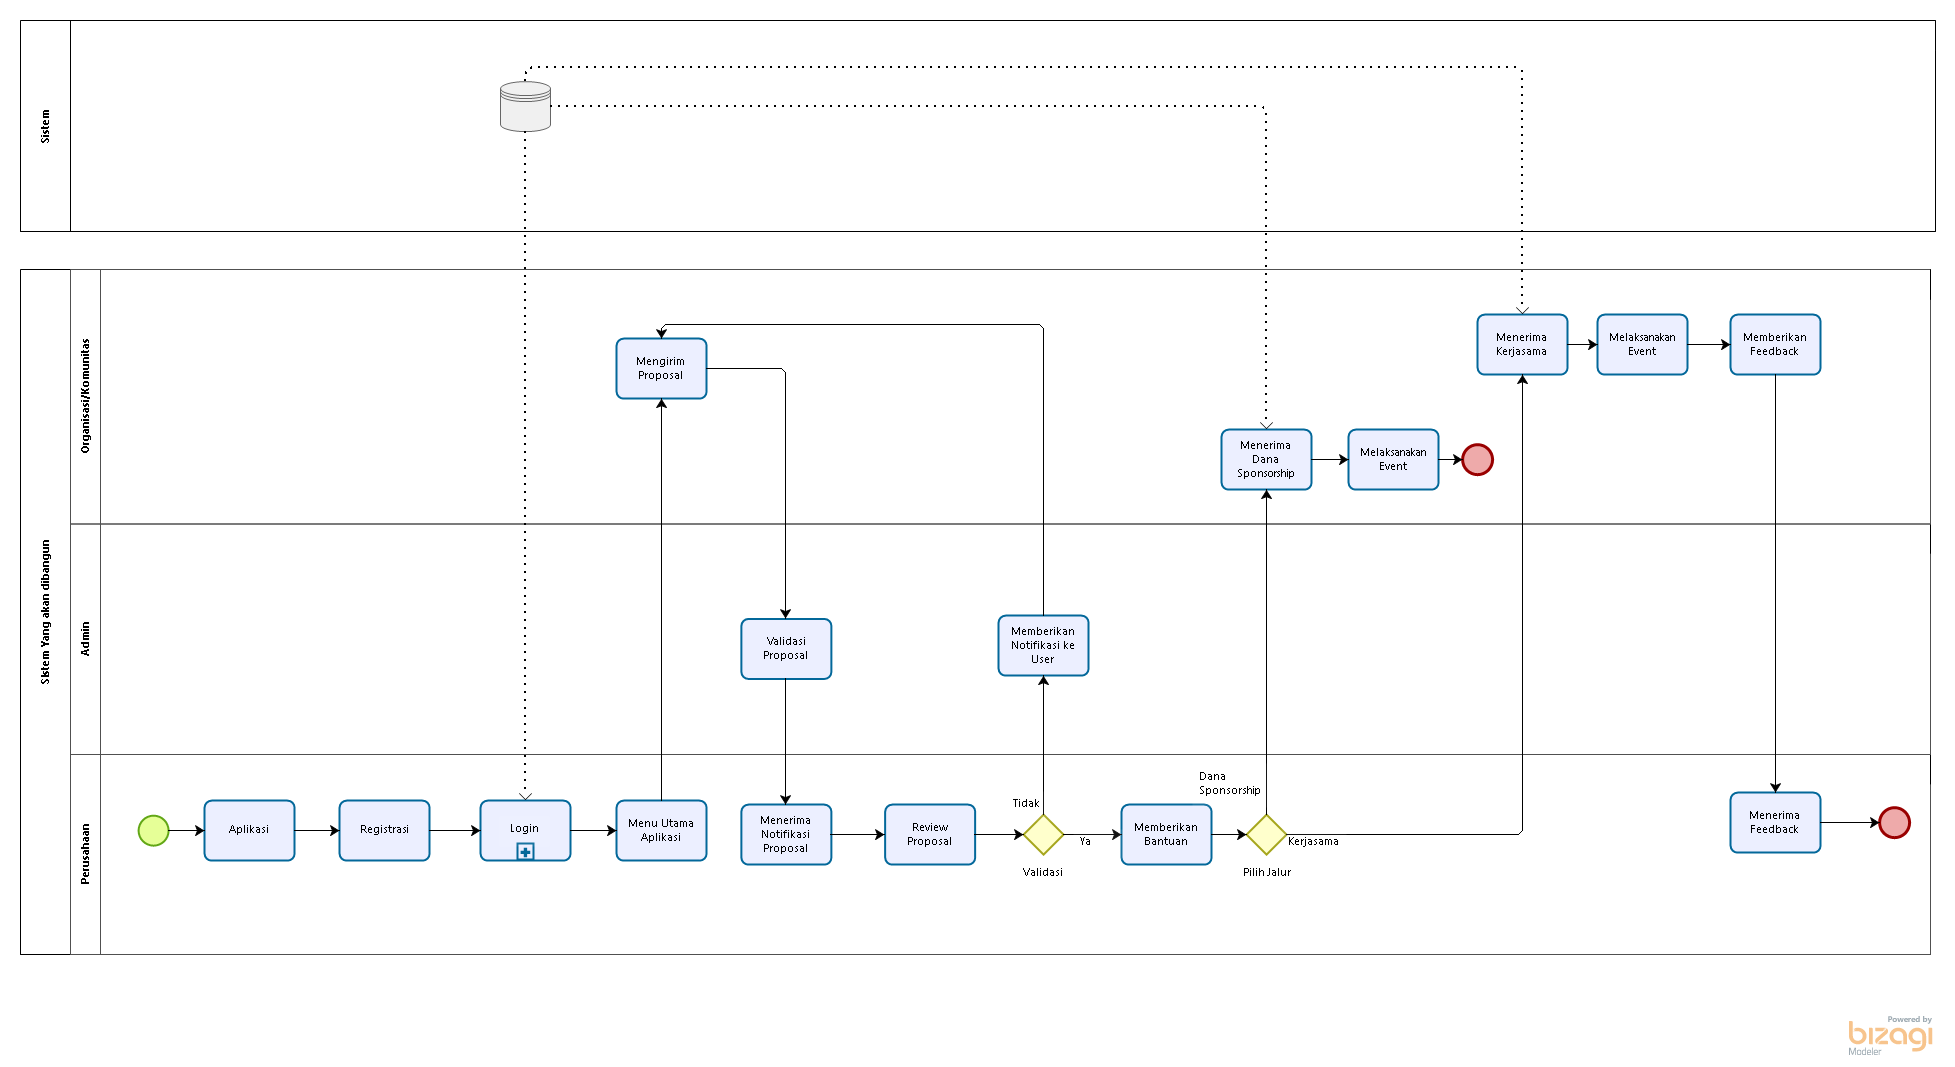 Sistem
Sistem Yang akan dibangun
Organisasi/Komunitas
Mengirim
Proposal
Menerima
Dana
Sponsorship
Melaksanakan
Event
Menerima
Kerjasama
Melaksanakan
Event
Memberikan
Feedback
Admin
Validasi
Proposal
Memberikan
Notifikasi ke
User
Perusahaan
Aplikasi
Registrasi
Login
Menu Utama
Aplikasi
Menerima
Notifikasi
Proposal
Review
Proposal
Tidak
Ya
Validasi
Memberikan
Bantuan
Dana
Sponsorship
Kerjasama
Pilih Jalur
Menerima
Feedback
Powered by
bizagi
Modeler